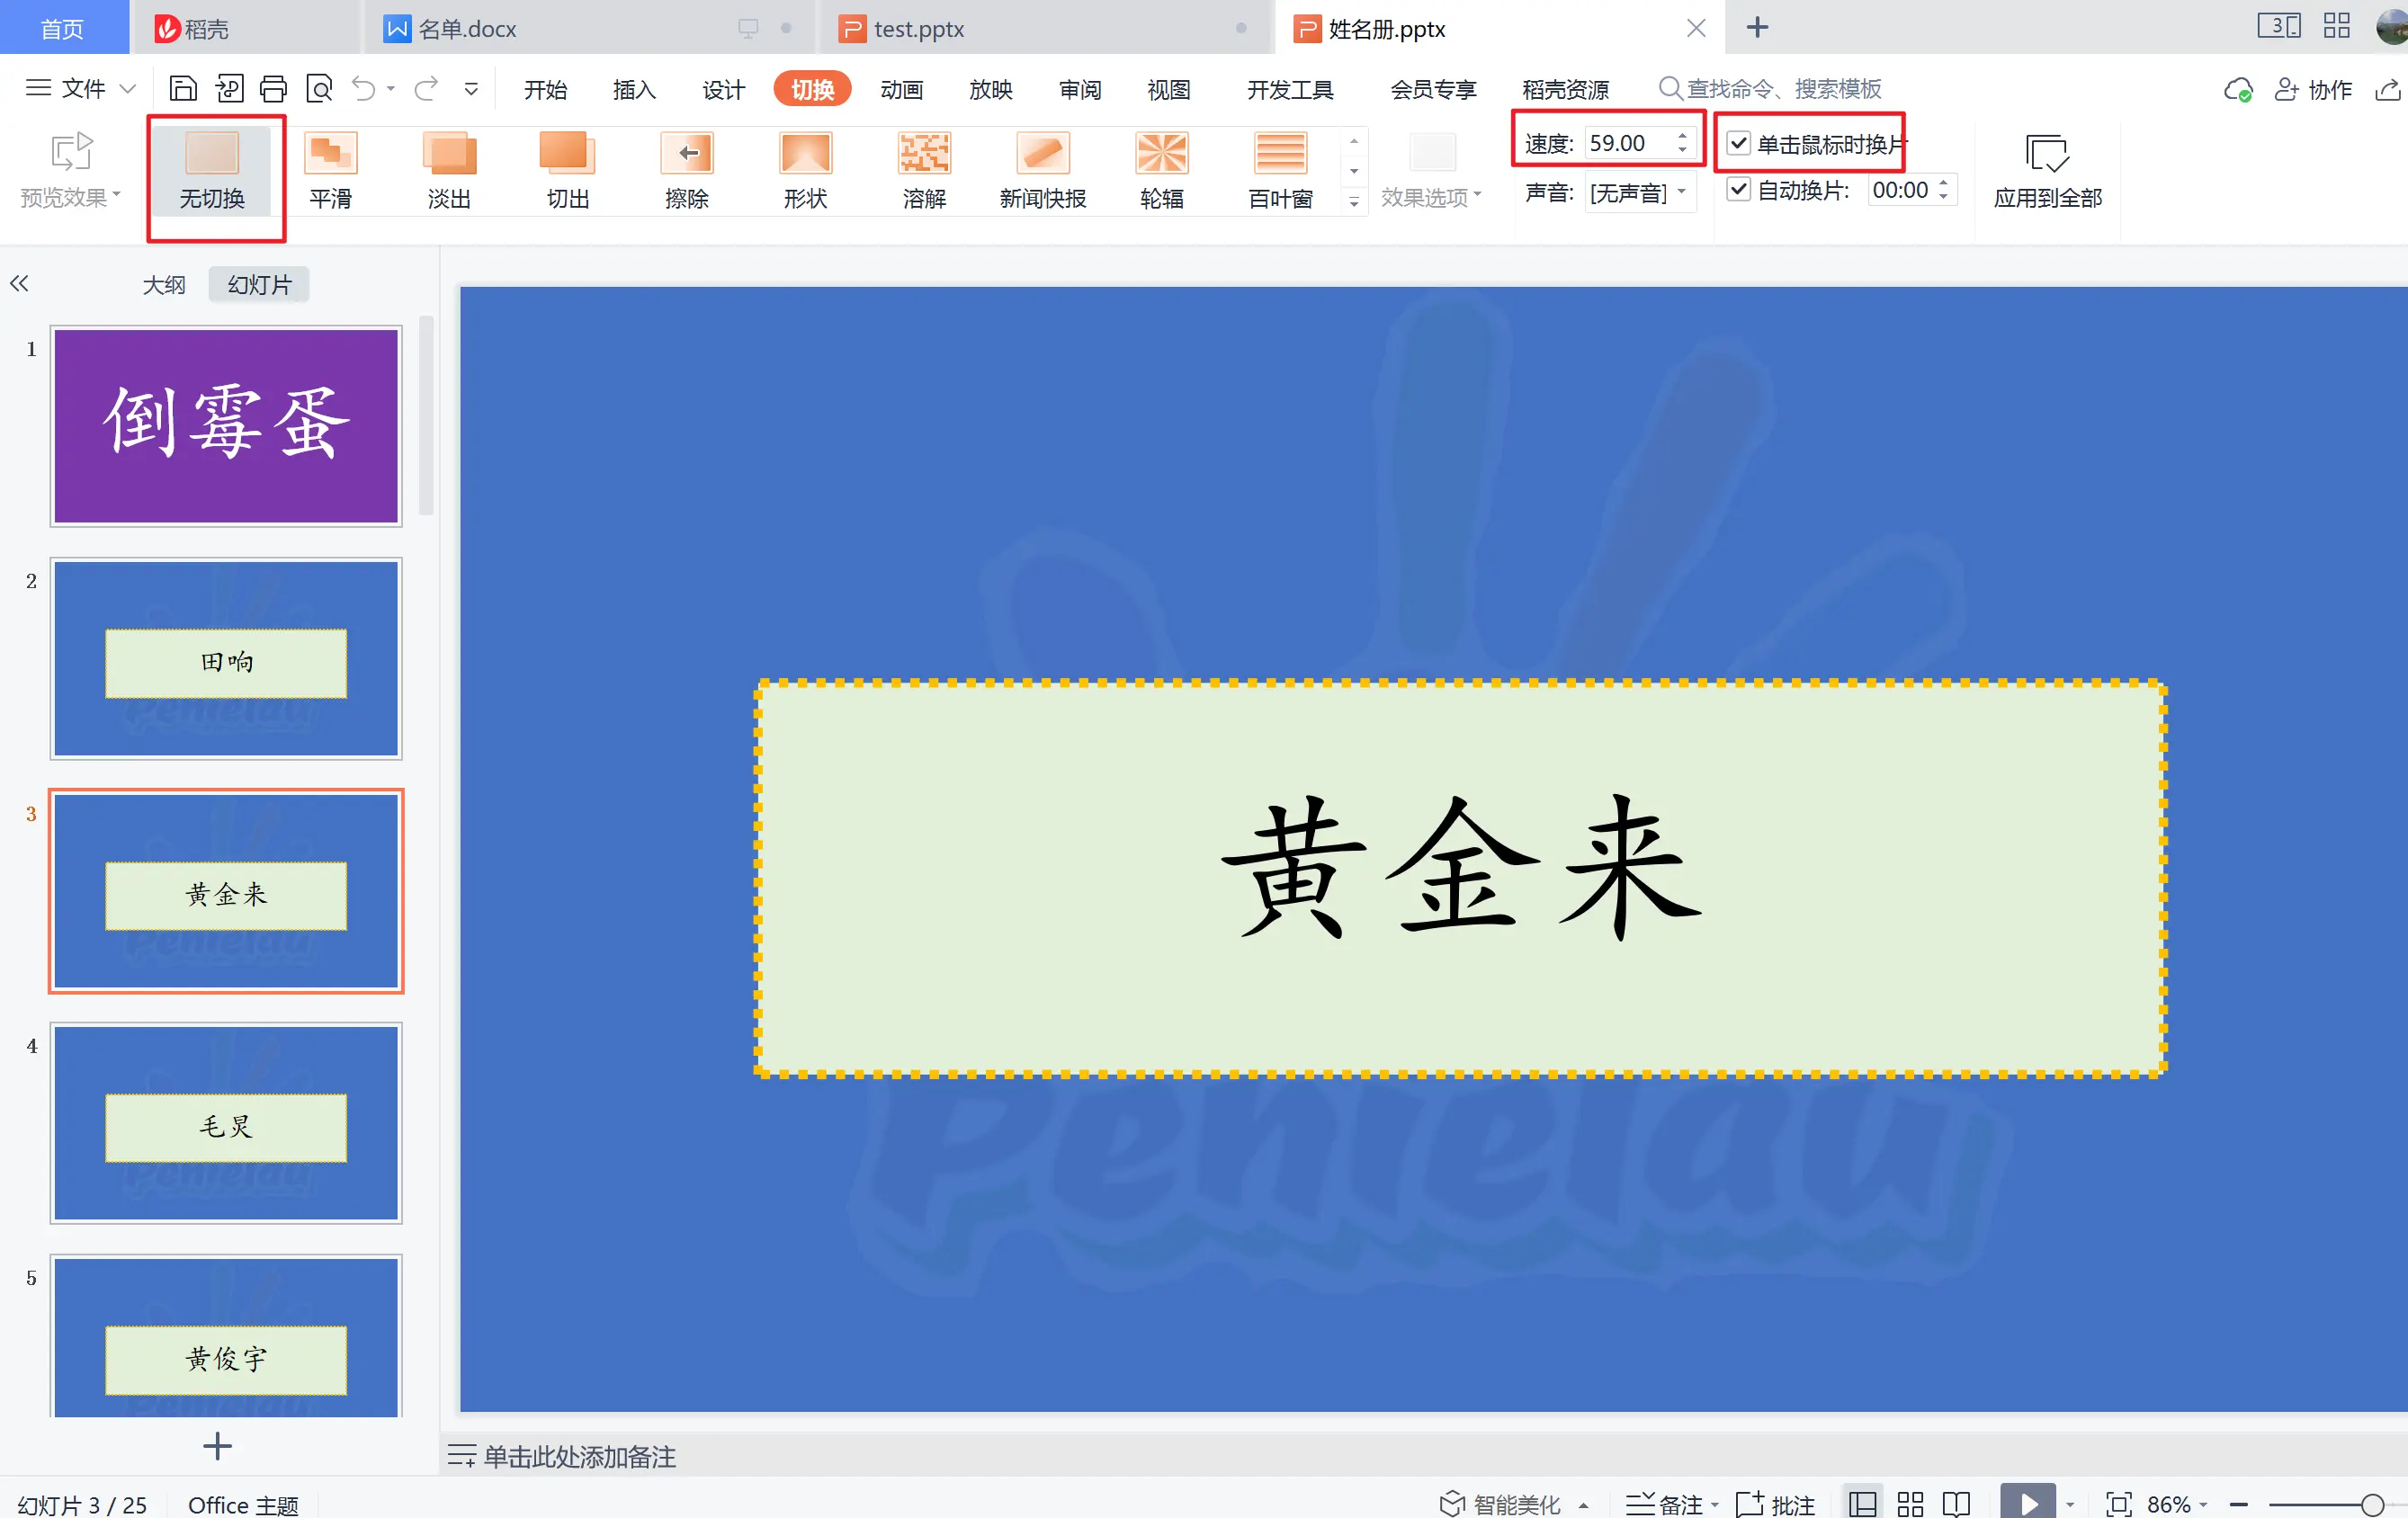 首页
稻壳
名单.docx
test.pptx
姓名册.pptx
3
文件
开始
插入
设计
切换
动画
放映
审阅
视图
开发工具
会员专享
稻壳资源
查找命令、搜索模板
协作
预览效果
无切换
平滑
淡出
切出
擦除
形状
溶解
新闻快报
轮辐
百叶窗
效果选项
速度: 59.00
声音: [无声音]
单击鼠标时换片
自动换片: 00:00
应用到全部
大纲
幻灯片
1
倒霉蛋
2
田响
Penielau
3
黄金来
Penielau
4
毛炅
Penielau
5
黄俊宇
黄金来
Penielau
单击此处添加备注
幻灯片 3 / 25
Office 主题
智能美化
备注
批注
86%